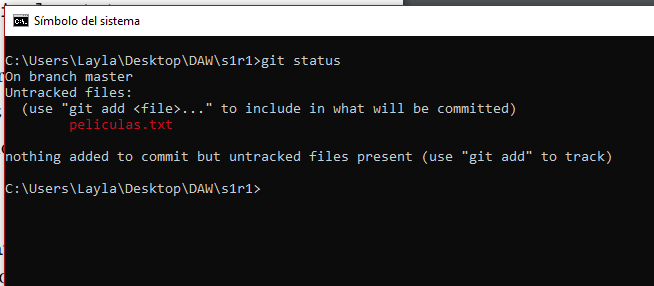 Símbolo del sistema
C:\Users\Layla\Desktop\DAW\s1r1>git status
On branch master
Untracked files:
  (use "git add <file>..." to include in what will be committed)
        peliculas.txt
nothing added to commit but untracked files present (use "git add" to track)
C:\Users\Layla\Desktop\DAW\s1r1>